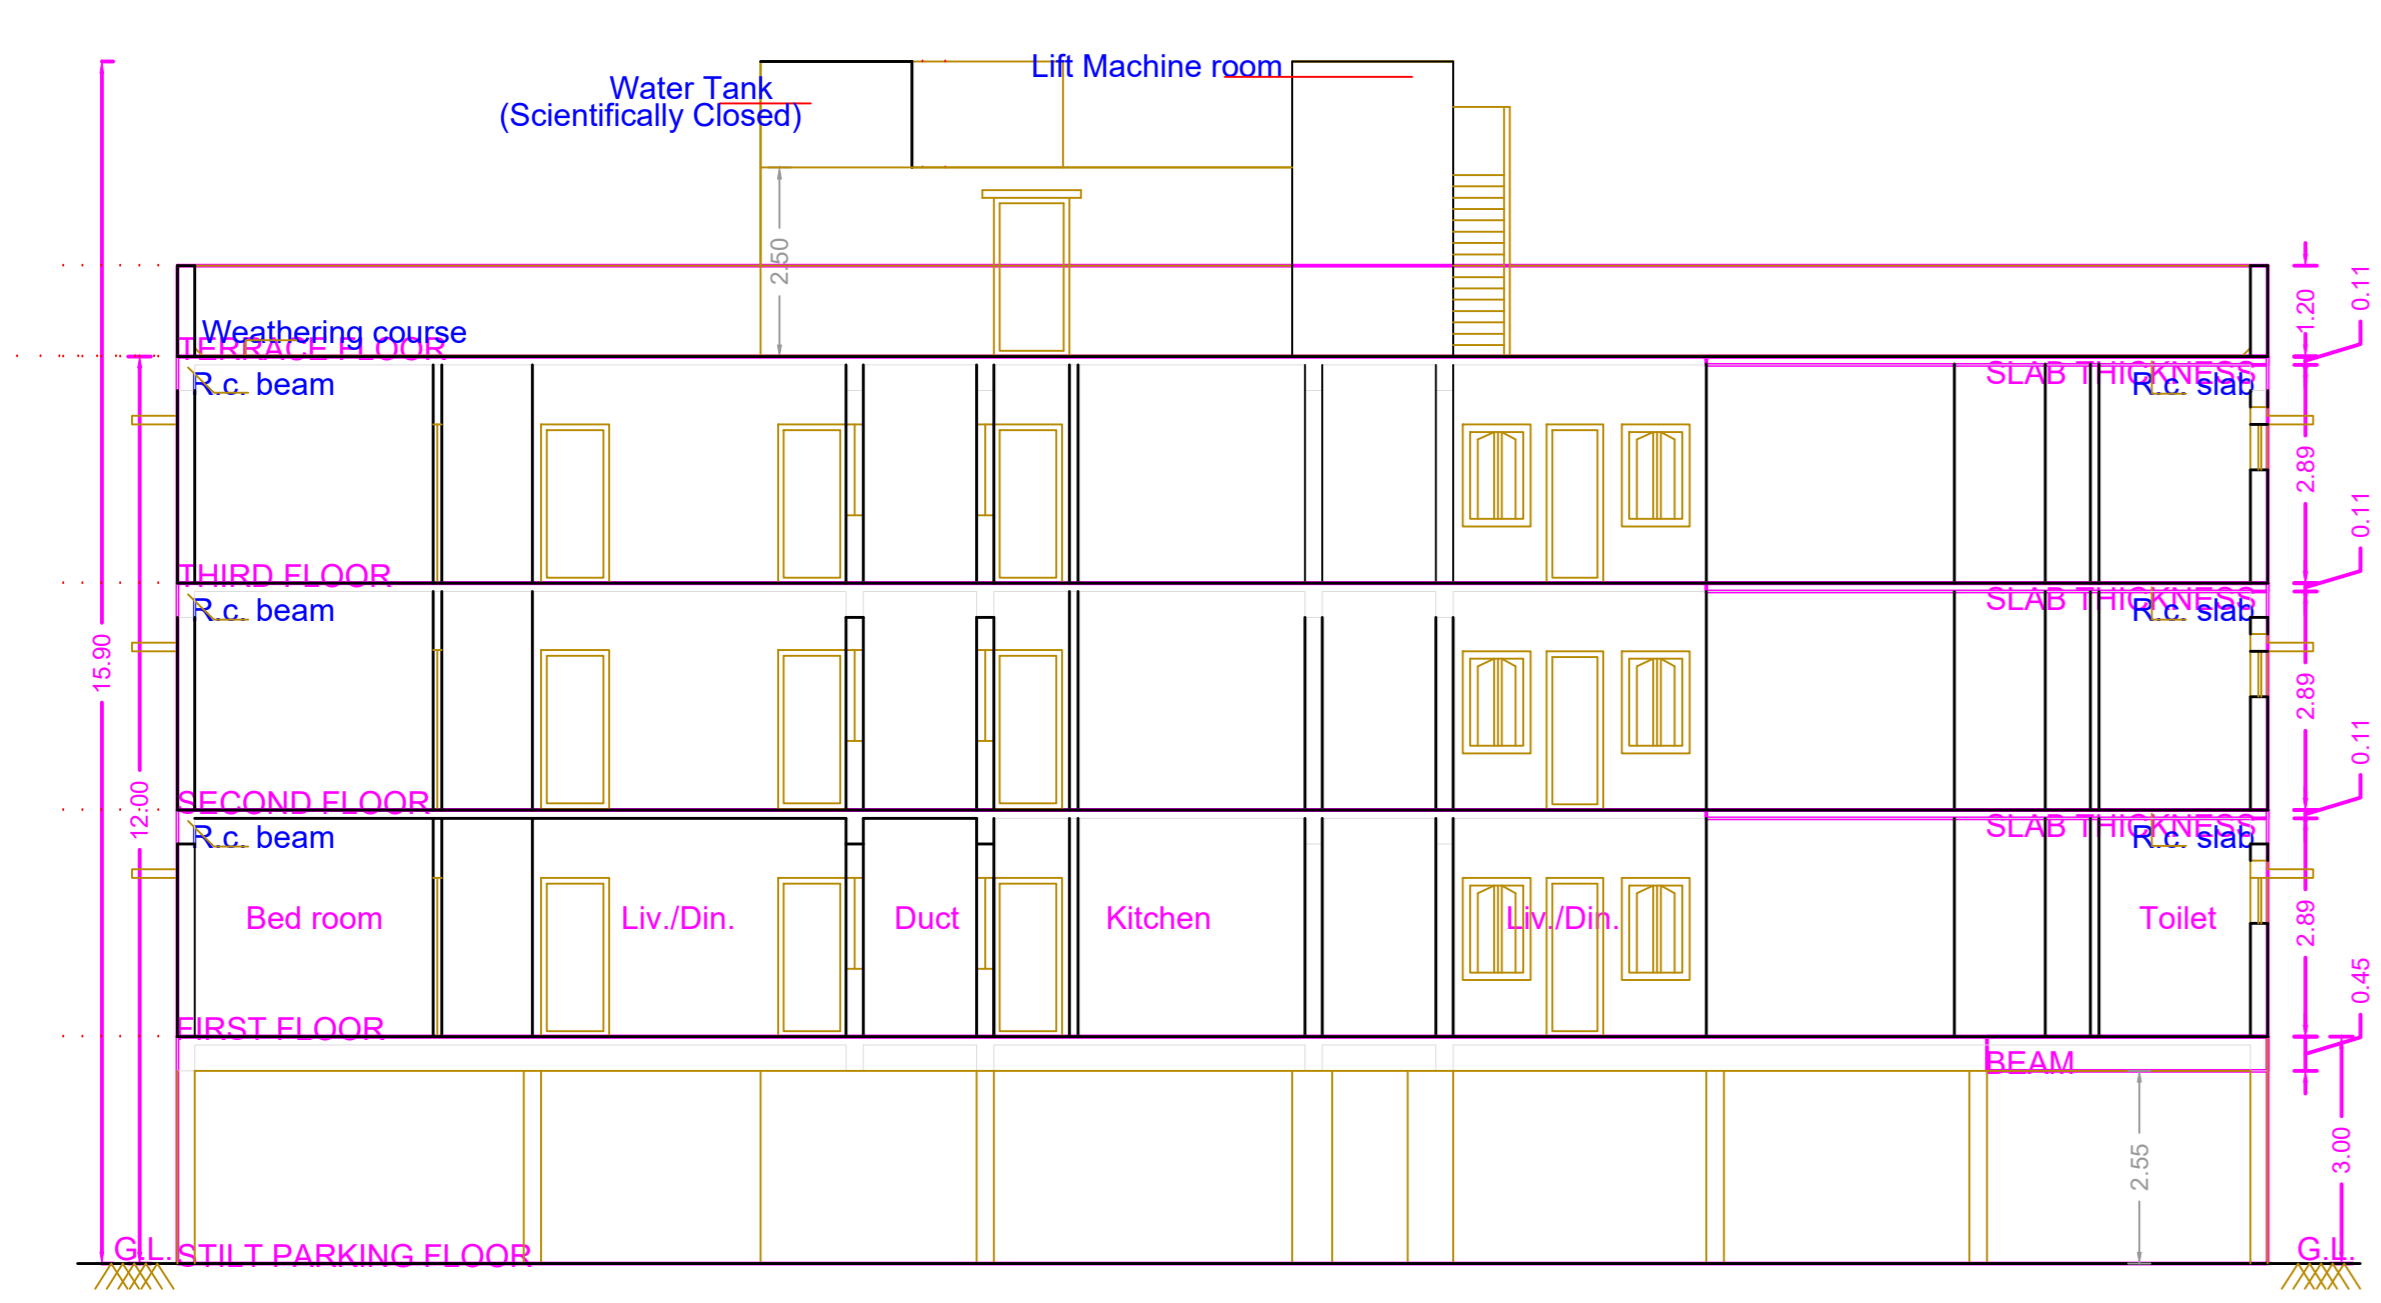 Lift Machine room
Water Tank
(Scientifically Closed)
2.50
1.20
0.11
Weathering course
TERRACE FLOOR
R.c. beam
SLAB THICKNESS
R.c. slab
2.89
0.11
THIRD FLOOR
R.c. beam
SLAB THICKNESS
R.c. slab
15.90
2.89
0.11
12.00
SECOND FLOOR
R.c. beam
SLAB THICKNESS
R.c. slab
Bed room
Liv./Din.
Duct
Kitchen
Liv./Din.
Toilet
2.89
0.45
FIRST FLOOR
BEAM
2.55
3.00
G.L.
STILT PARKING FLOOR
G.L.